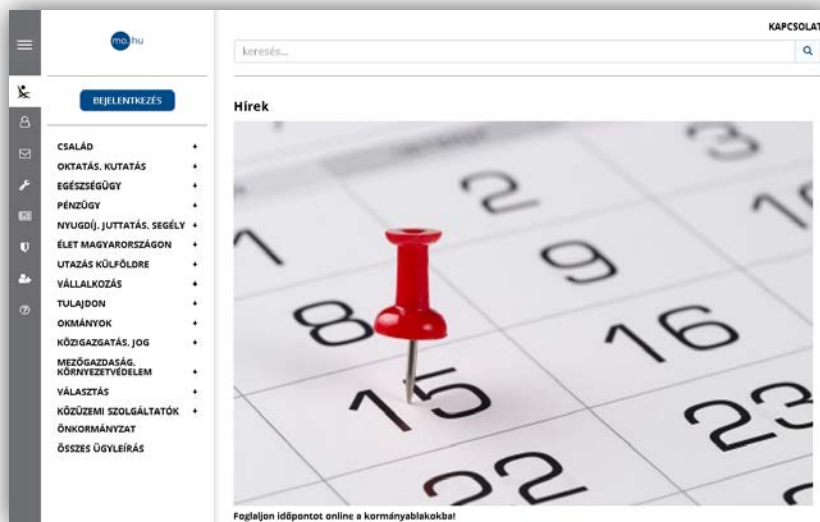 KAPCSOLAT
mo.hu
keresés...
BEJELENTKEZÉS
Hírek
CSALÁD +
OKTATÁS, KUTATÁS +
EGÉSZSÉGÜGY +
PÉNZÜGY +
NYUGDÍJ, JUTTATÁS, SEGÉLY +
ÉLET MAGYARORSZÁGON +
UTAZÁS KÜLFÖLDRE +
VÁLLALKOZÁS +
TULAJDON +
OKMÁNYOK +
KÖZIGAZGATÁS, JOG +
MEZŐGAZDASÁG,
KÖRNYEZETVÉDELEM +
VÁLASZTÁS +
KÖZÜZEMI SZOLGÁLTATÓK +
ÖNKORMÁNYZAT
ÖSSZES ÜGYLEÍRÁS
1 2 3
8 9
15 16
22 23
Foglaljon időpontot online a kormányablakokba!